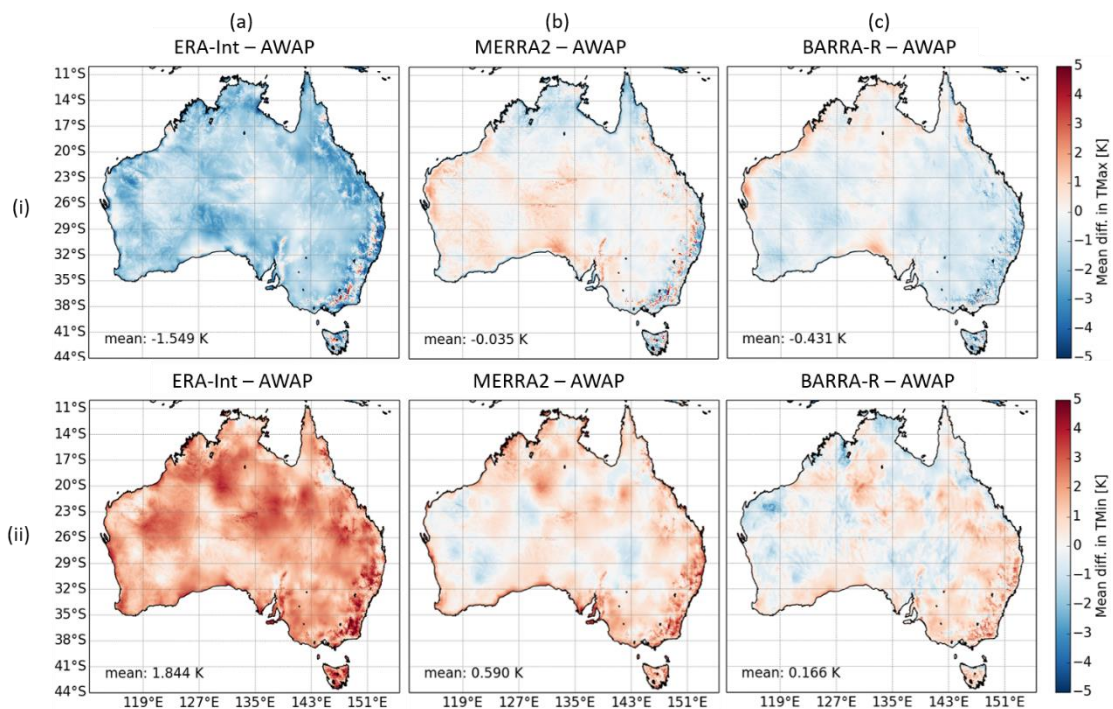 (a) (b) (c)
ERA-Int – AWAP MERRA2 – AWAP BARRA-R – AWAP
(i)
11°S
14°S
17°S
20°S
23°S
26°S
29°S
32°S
35°S
38°S
41°S
44°S
mean: -1.549 K mean: -0.035 K mean: -0.431 K
5
4
3
2
1
0
−1
−2
−3
−4
−5
Mean diff. in TMax [K]
ERA-Int – AWAP MERRA2 – AWAP BARRA-R – AWAP
(ii)
11°S
14°S
17°S
20°S
23°S
26°S
29°S
32°S
35°S
38°S
41°S
44°S
mean: 1.844 K mean: 0.590 K mean: 0.166 K
119°E 127°E 135°E 143°E 151°E 119°E 127°E 135°E 143°E 151°E 119°E 127°E 135°E 143°E 151°E
5
4
3
2
1
0
−1
−2
−3
−4
−5
Mean diff. in TMin [K]